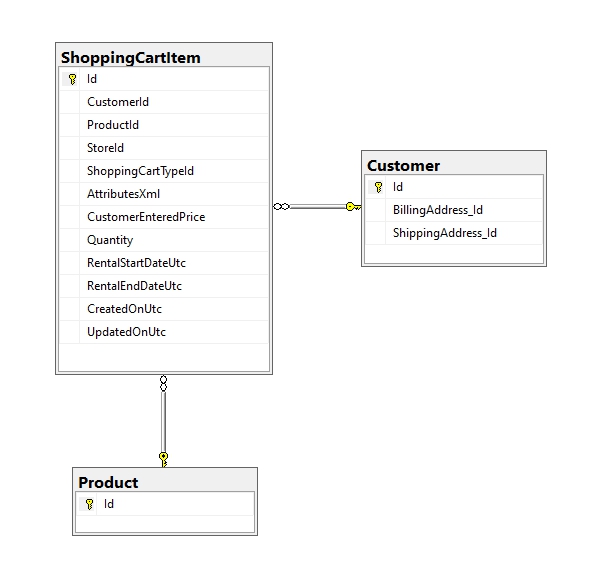 ShoppingCartItem
Id
CustomerId
ProductId
StoreId
ShoppingCartTypeId
AttributesXml
CustomerEnteredPrice
Quantity
RentalStartDateUtc
RentalEndDateUtc
CreatedOnUtc
UpdatedOnUtc
Customer
Id
BillingAddress_Id
ShippingAddress_Id
Product
Id